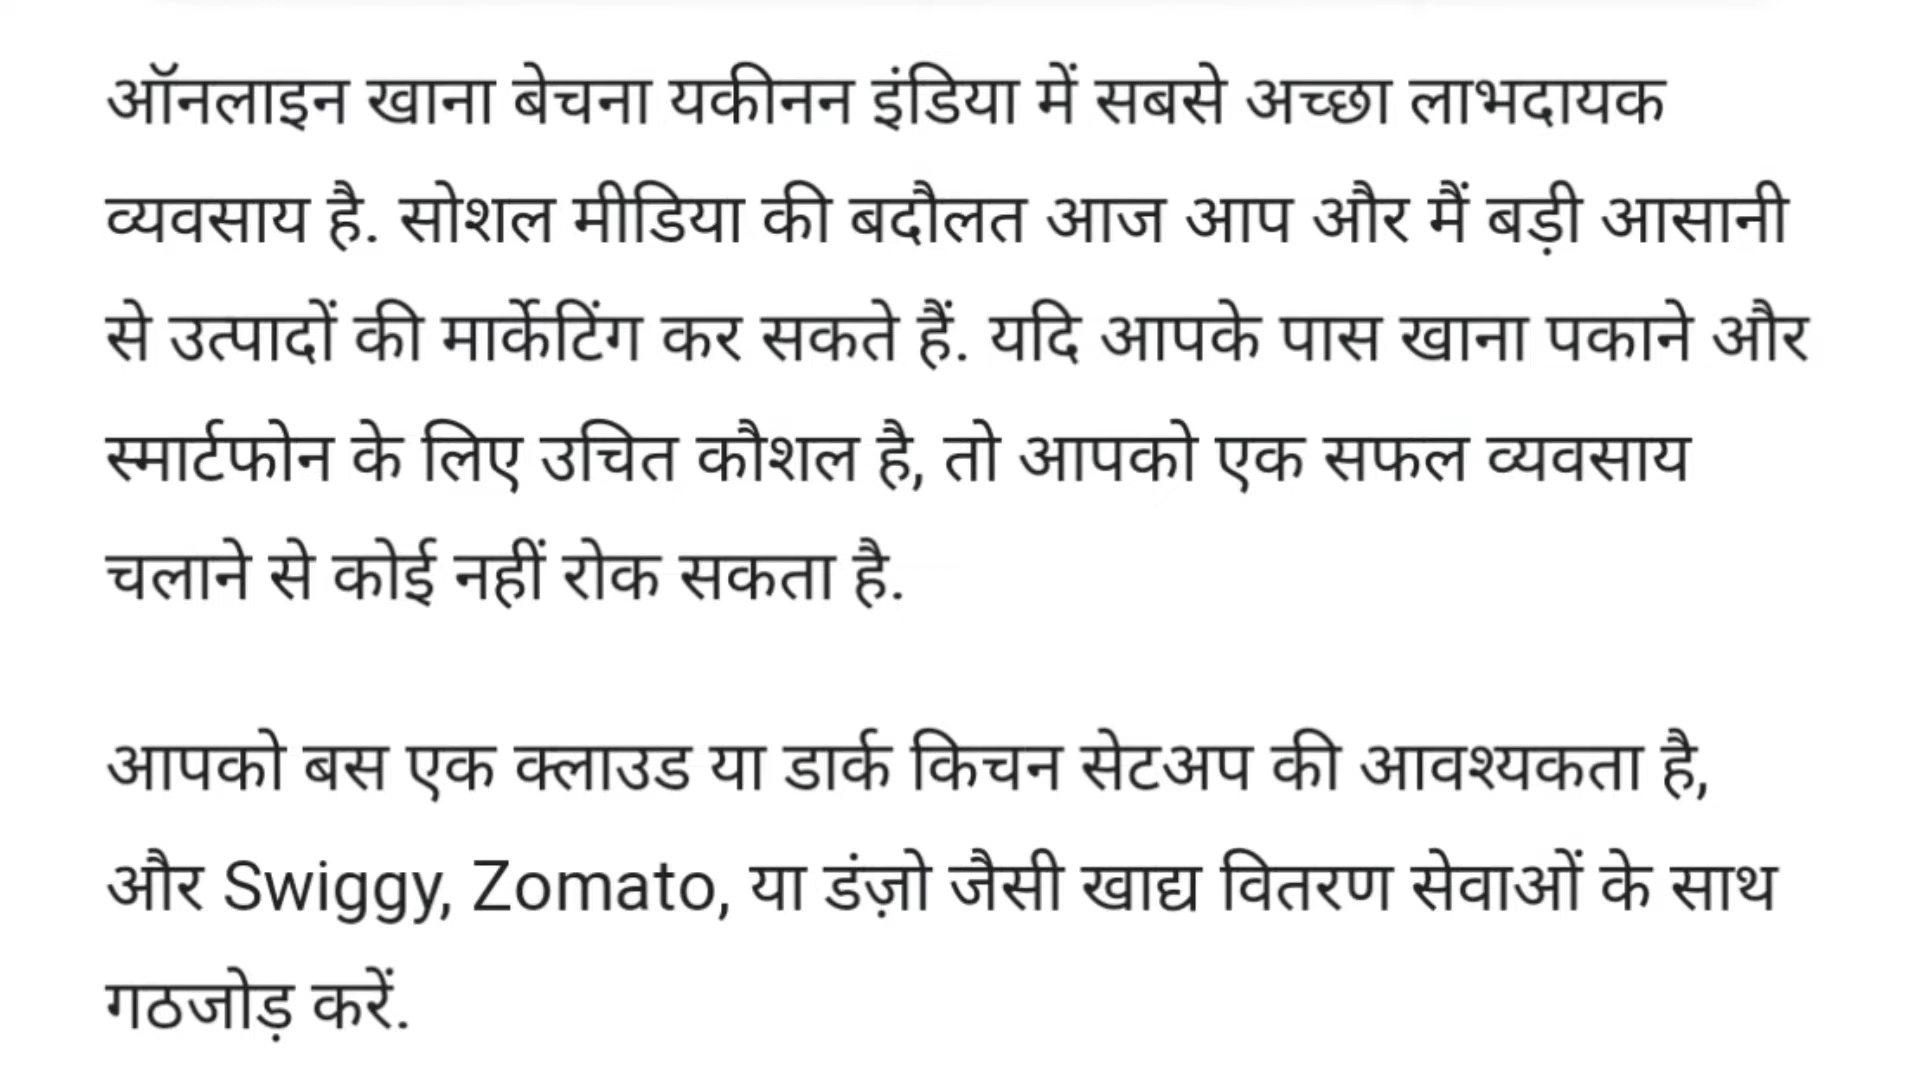 ऑनलाइन खाना बेचना यकीनन इंडिया में सबसे अच्छा लाभदायक
व्यवसाय है. सोशल मीडिया की बदौलत आज आप और मैं बड़ी आसानी
से उत्पादों की मार्केटिंग कर सकते हैं. यदि आपके पास खाना पकाने और
स्मार्टफोन के लिए उचित कौशल है, तो आपको एक सफल व्यवसाय
चलाने से कोई नहीं रोक सकता है.
आपको बस एक क्लाउड या डार्क किचन सेटअप की आवश्यकता है,
और Swiggy, Zomato, या डंज़ो जैसी खाद्य वितरण सेवाओं के साथ
गठजोड़ करें.